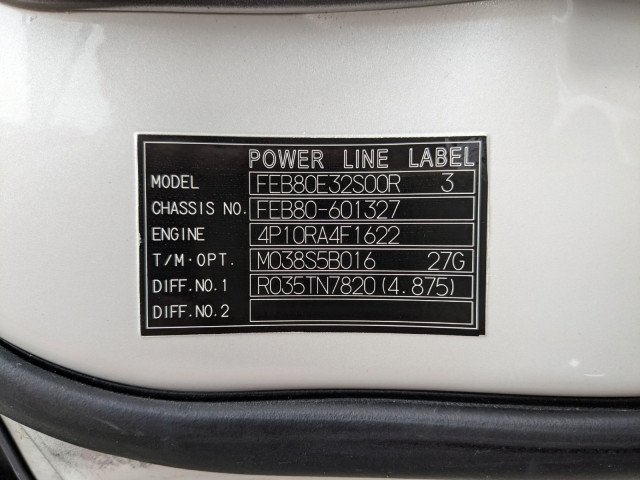 POWER LINE LABEL
MODEL FEB80E32S00R 3
CHASSIS NO. FEB80-601327
ENGINE 4P10RA4F1622
T/M·OPT. M038S5B016 27G
DIFF.NO.1 R035TN7820(4.875)
DIFF.NO.2